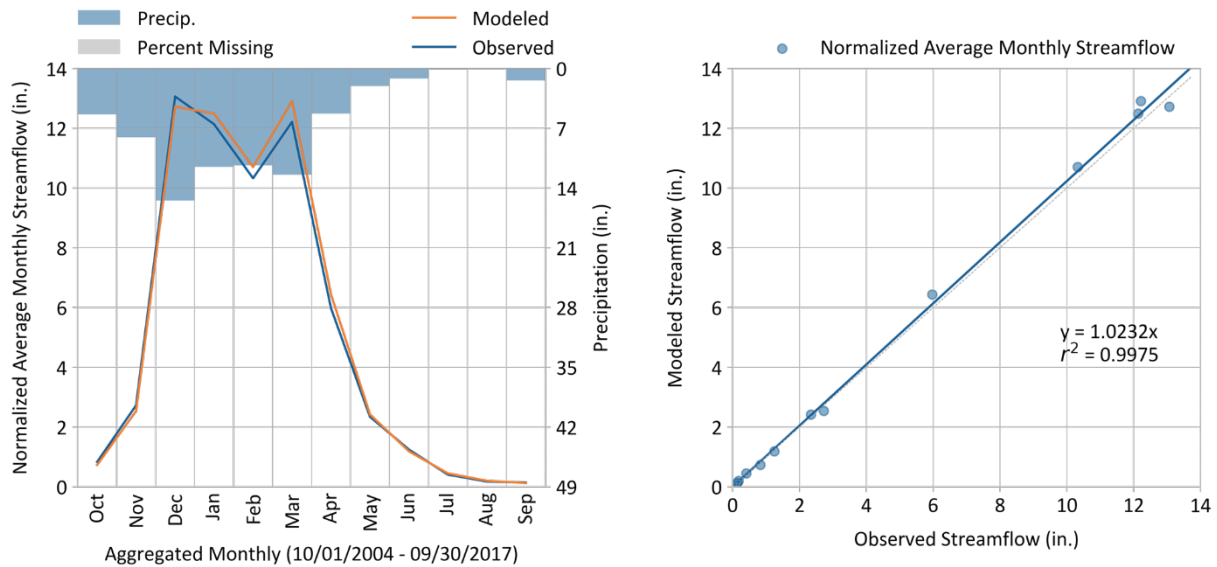 Precip.
Percent Missing
Modeled
Observed
Normalized Average Monthly Streamflow (in.)
14
12
10
8
6
4
2
0
0
7
14
21
28
35
42
49
Precipitation (in.)
Oct
Nov
Dec
Jan
Feb
Mar
Apr
May
Jun
Jul
Aug
Sep
Aggregated Monthly (10/01/2004 - 09/30/2017)
Normalized Average Monthly Streamflow
Modeled Streamflow (in.)
14
12
10
8
6
4
2
0
y = 1.0232x
r² = 0.9975
0
2
4
6
8
10
12
14
Observed Streamflow (in.)